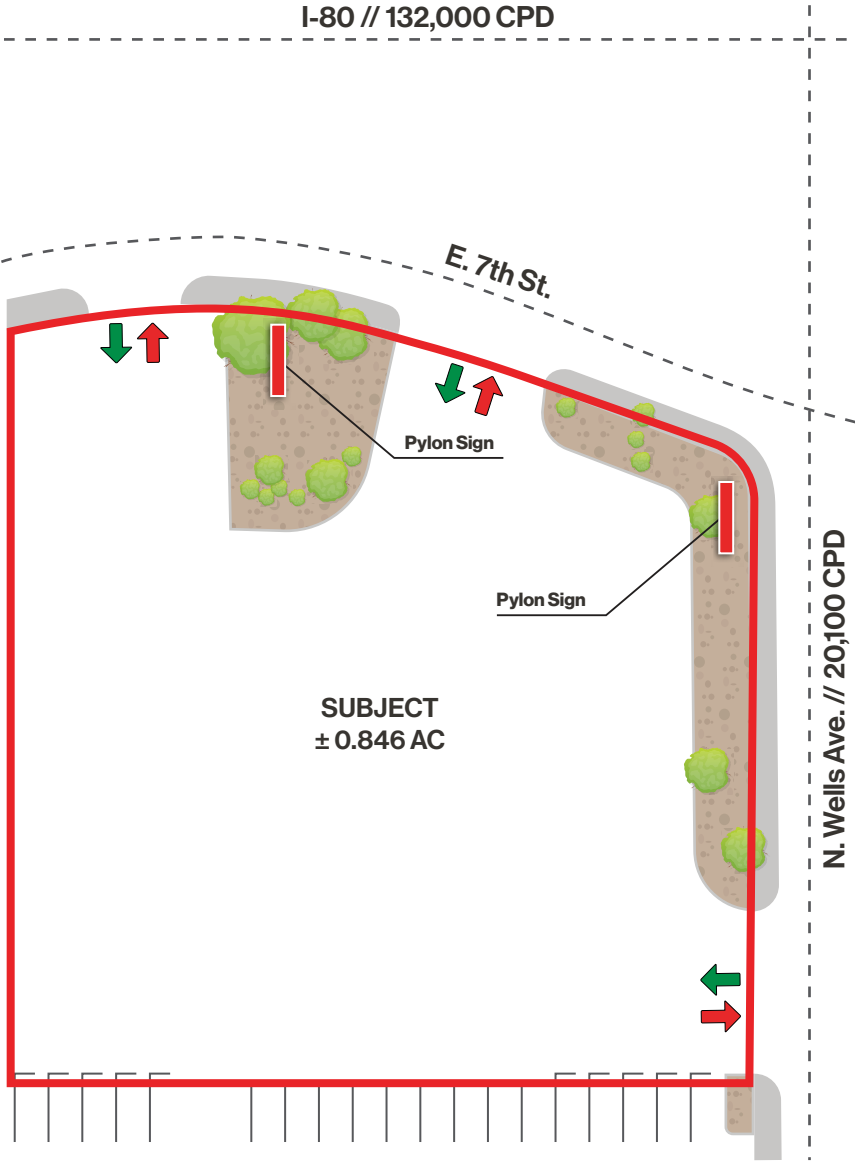 I-80 // 132,000 CPD
E. 7th St.
Pylon Sign
N. Wells Ave. // 20,100 CPD
Pylon Sign
SUBJECT
± 0.846 AC